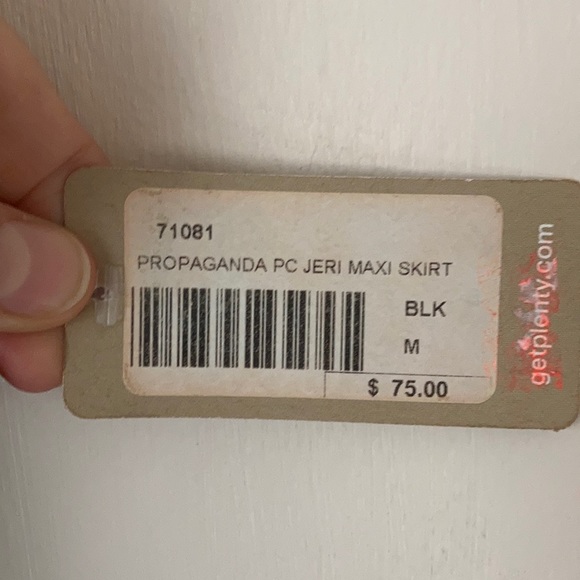 71081
PROPAGANDA PC JERI MAXI SKIRT
BLK
M
$ 75.00
getplenty.com